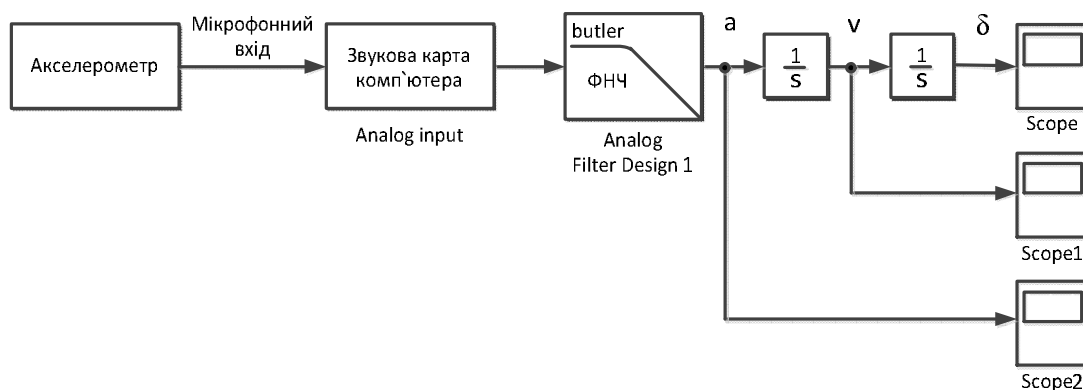 Мікрофонний
вхід
Акселерометр
Звукова карта
комп`ютера
Analog input
butler
ФНЧ
Analog
Filter Design 1
a
1
s
v
1
s
δ
Scope
Scope1
Scope2